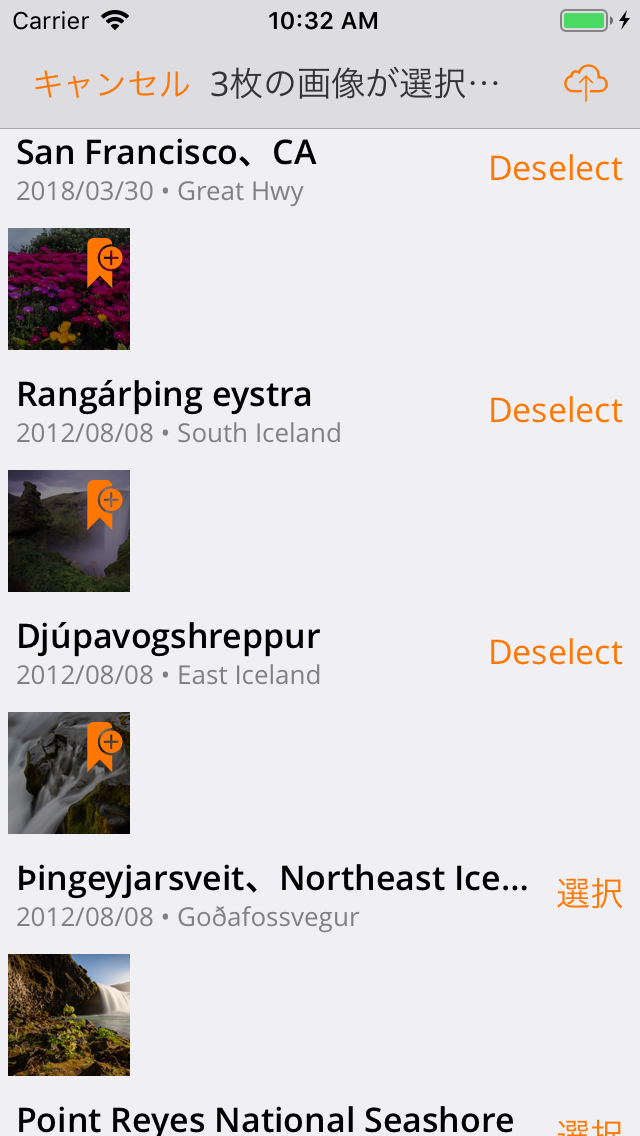 Carrier 10:32 AM
キャンセル 3枚の画像が選択…
San Francisco、CA
Deselect
2018/03/30 • Great Hwy
Rangárþing eystra
Deselect
2012/08/08 • South Iceland
Djúpavogshreppur
Deselect
2012/08/08 • East Iceland
Þingeyjarsveit、Northeast Ice...
選択
2012/08/08 • Goðafossvegur
Point Reyes National Seashore
選択